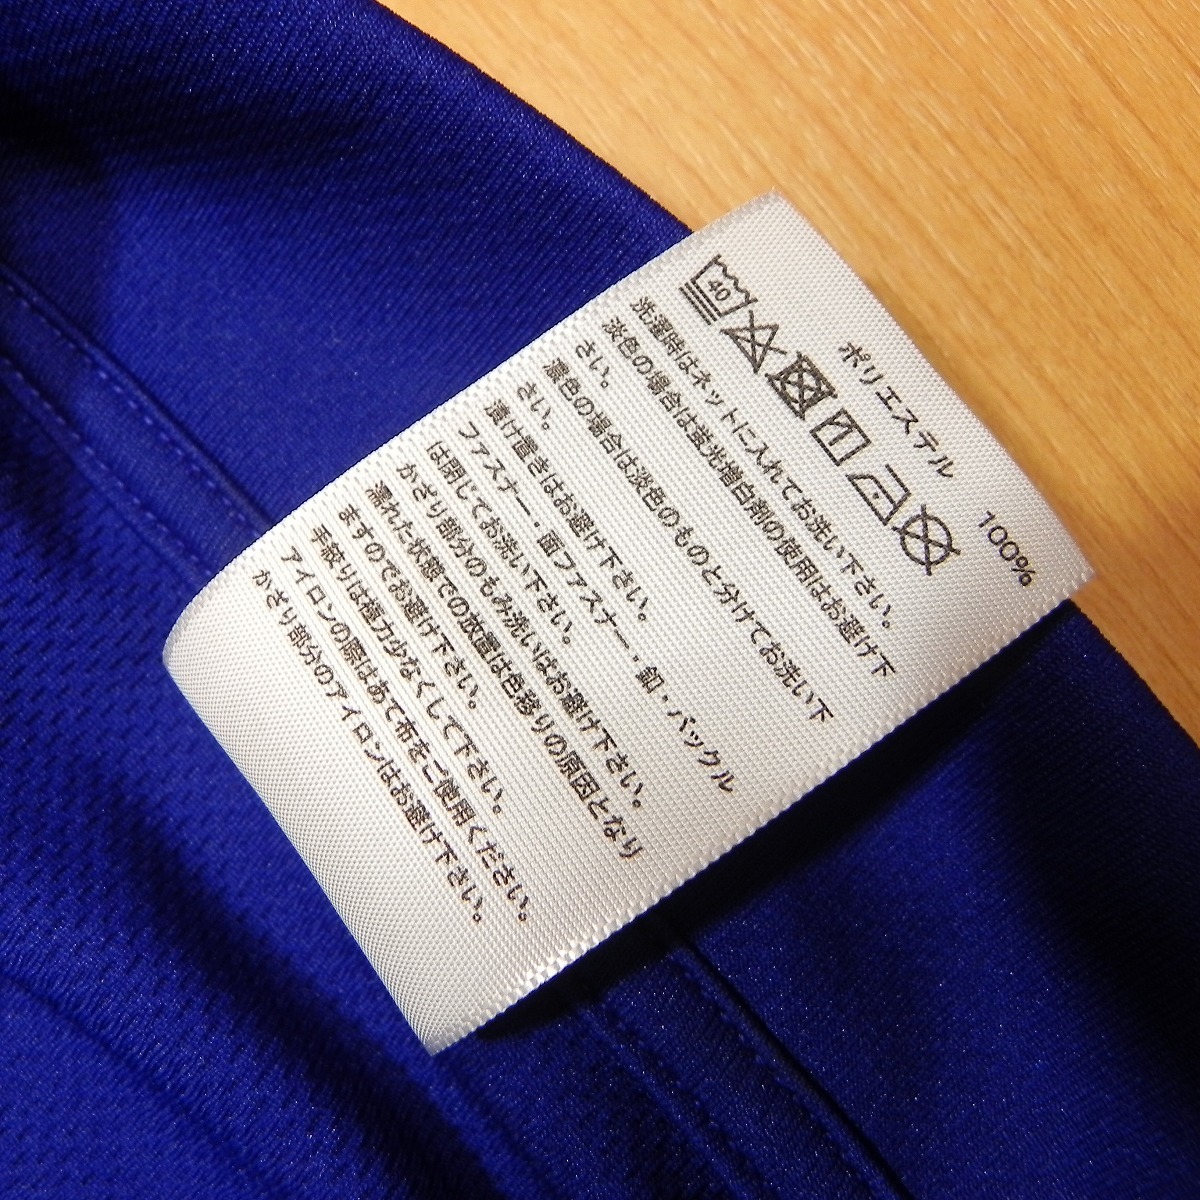 ポリエステル 100%
40
洗濯時はネットに入れてお洗い下さい。
淡色の場合は蛍光増白剤の使用はお避け下
さい。
濃色の場合は淡色のものと分けてお洗い下
さい。
漬け置きはお避け下さい。
ファスナー・面ファスナー・釦・バックル
は閉じてお洗い下さい。
かざり部分のもみ洗いはお避け下さい。
濡れた状態での放置は色移りの原因となり
ますのでお避け下さい。
手絞りは極力少なくして下さい。
アイロンの際はあて布をご使用ください。
かざり部分のアイロンはお避け下さい。